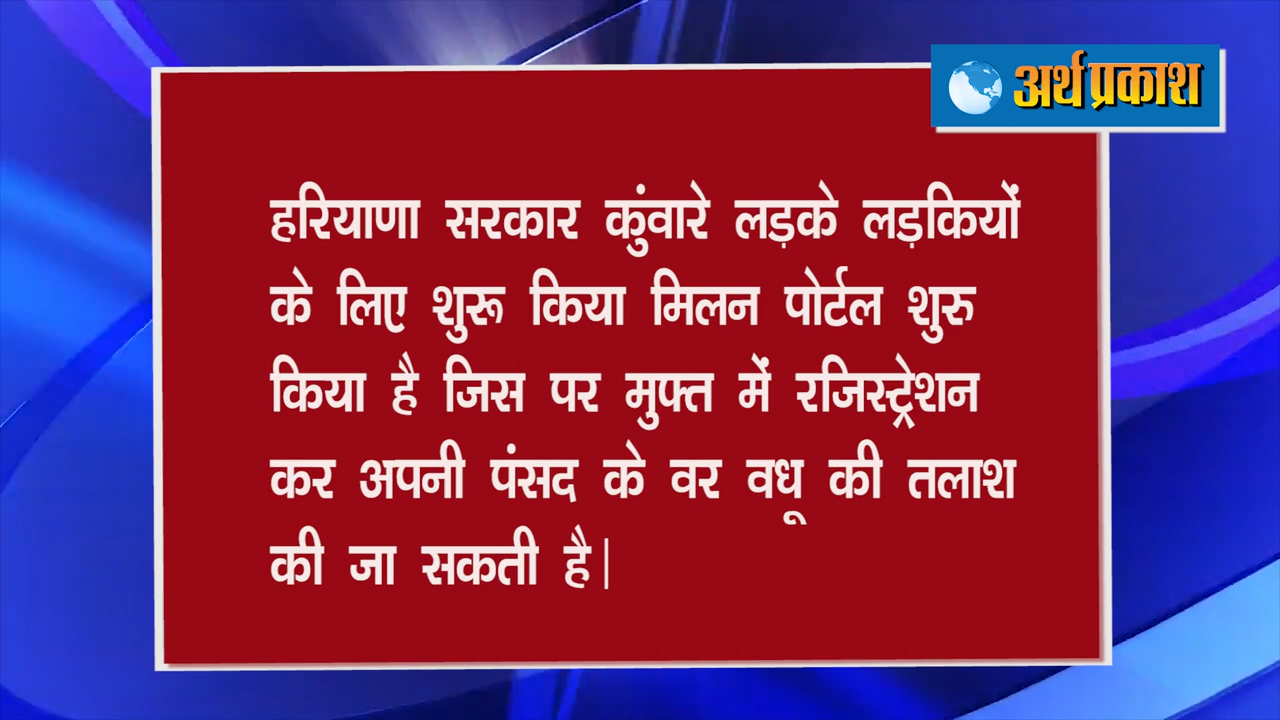 अर्थ प्रकाश
हरियाणा सरकार कुंवारे लड़के लड़कियों
के लिए शुरू किया मिलन पोर्टल शुरु
किया है जिस पर मुफ्त में रजिस्ट्रेशन
कर अपनी पंसद के वर वधू की तलाश
की जा सकती है|